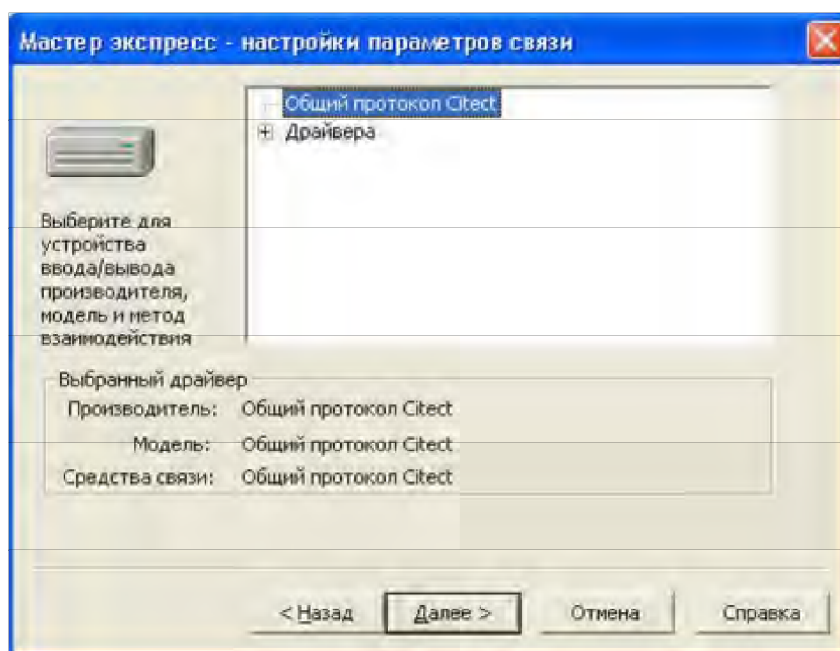 Мастер экспресс - настройки параметров связи
Общий протокол Citect
Драйвера
Выберите для
устройства
ввода/вывода
производителя,
модель и метод
взаимодействия
Выбранный драйвер
Производитель: Общий протокол Citect
Модель: Общий протокол Citect
Средства связи: Общий протокол Citect
< Назад Далее > Отмена Справка